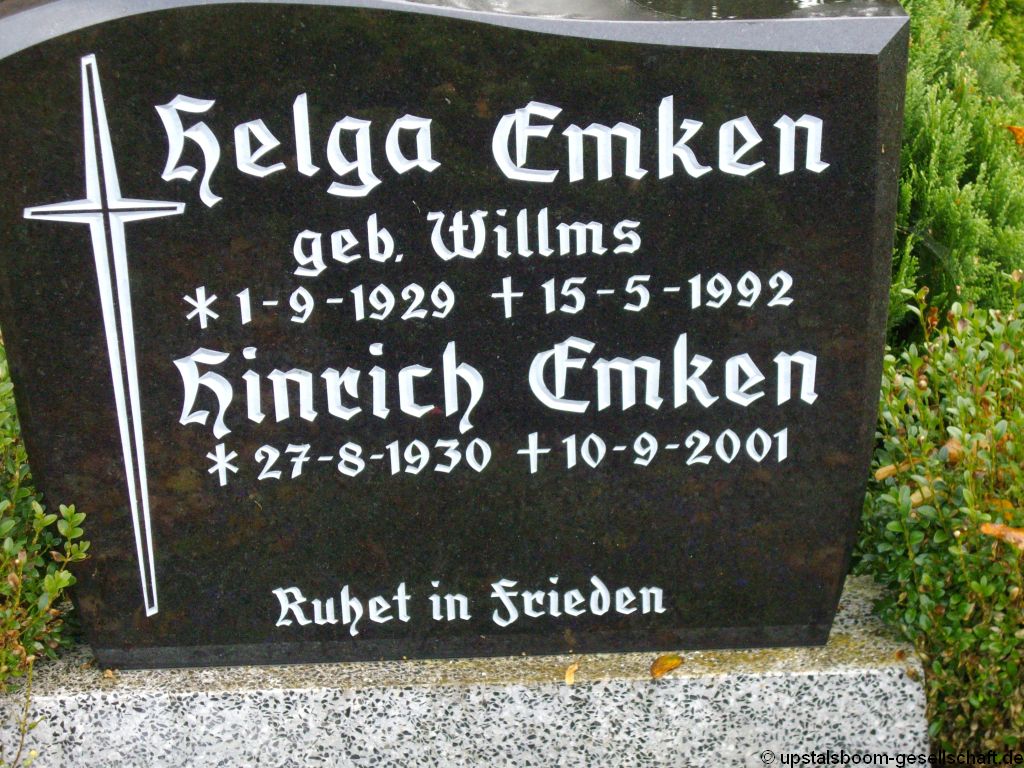 Helga Emken
geb. Willms
* 1-9-1929 † 15-5-1992
Hinrich Emken
* 27-8-1930 † 10-9-2001
Ruhet in Frieden
© upstalsboom-gesellschaft.de